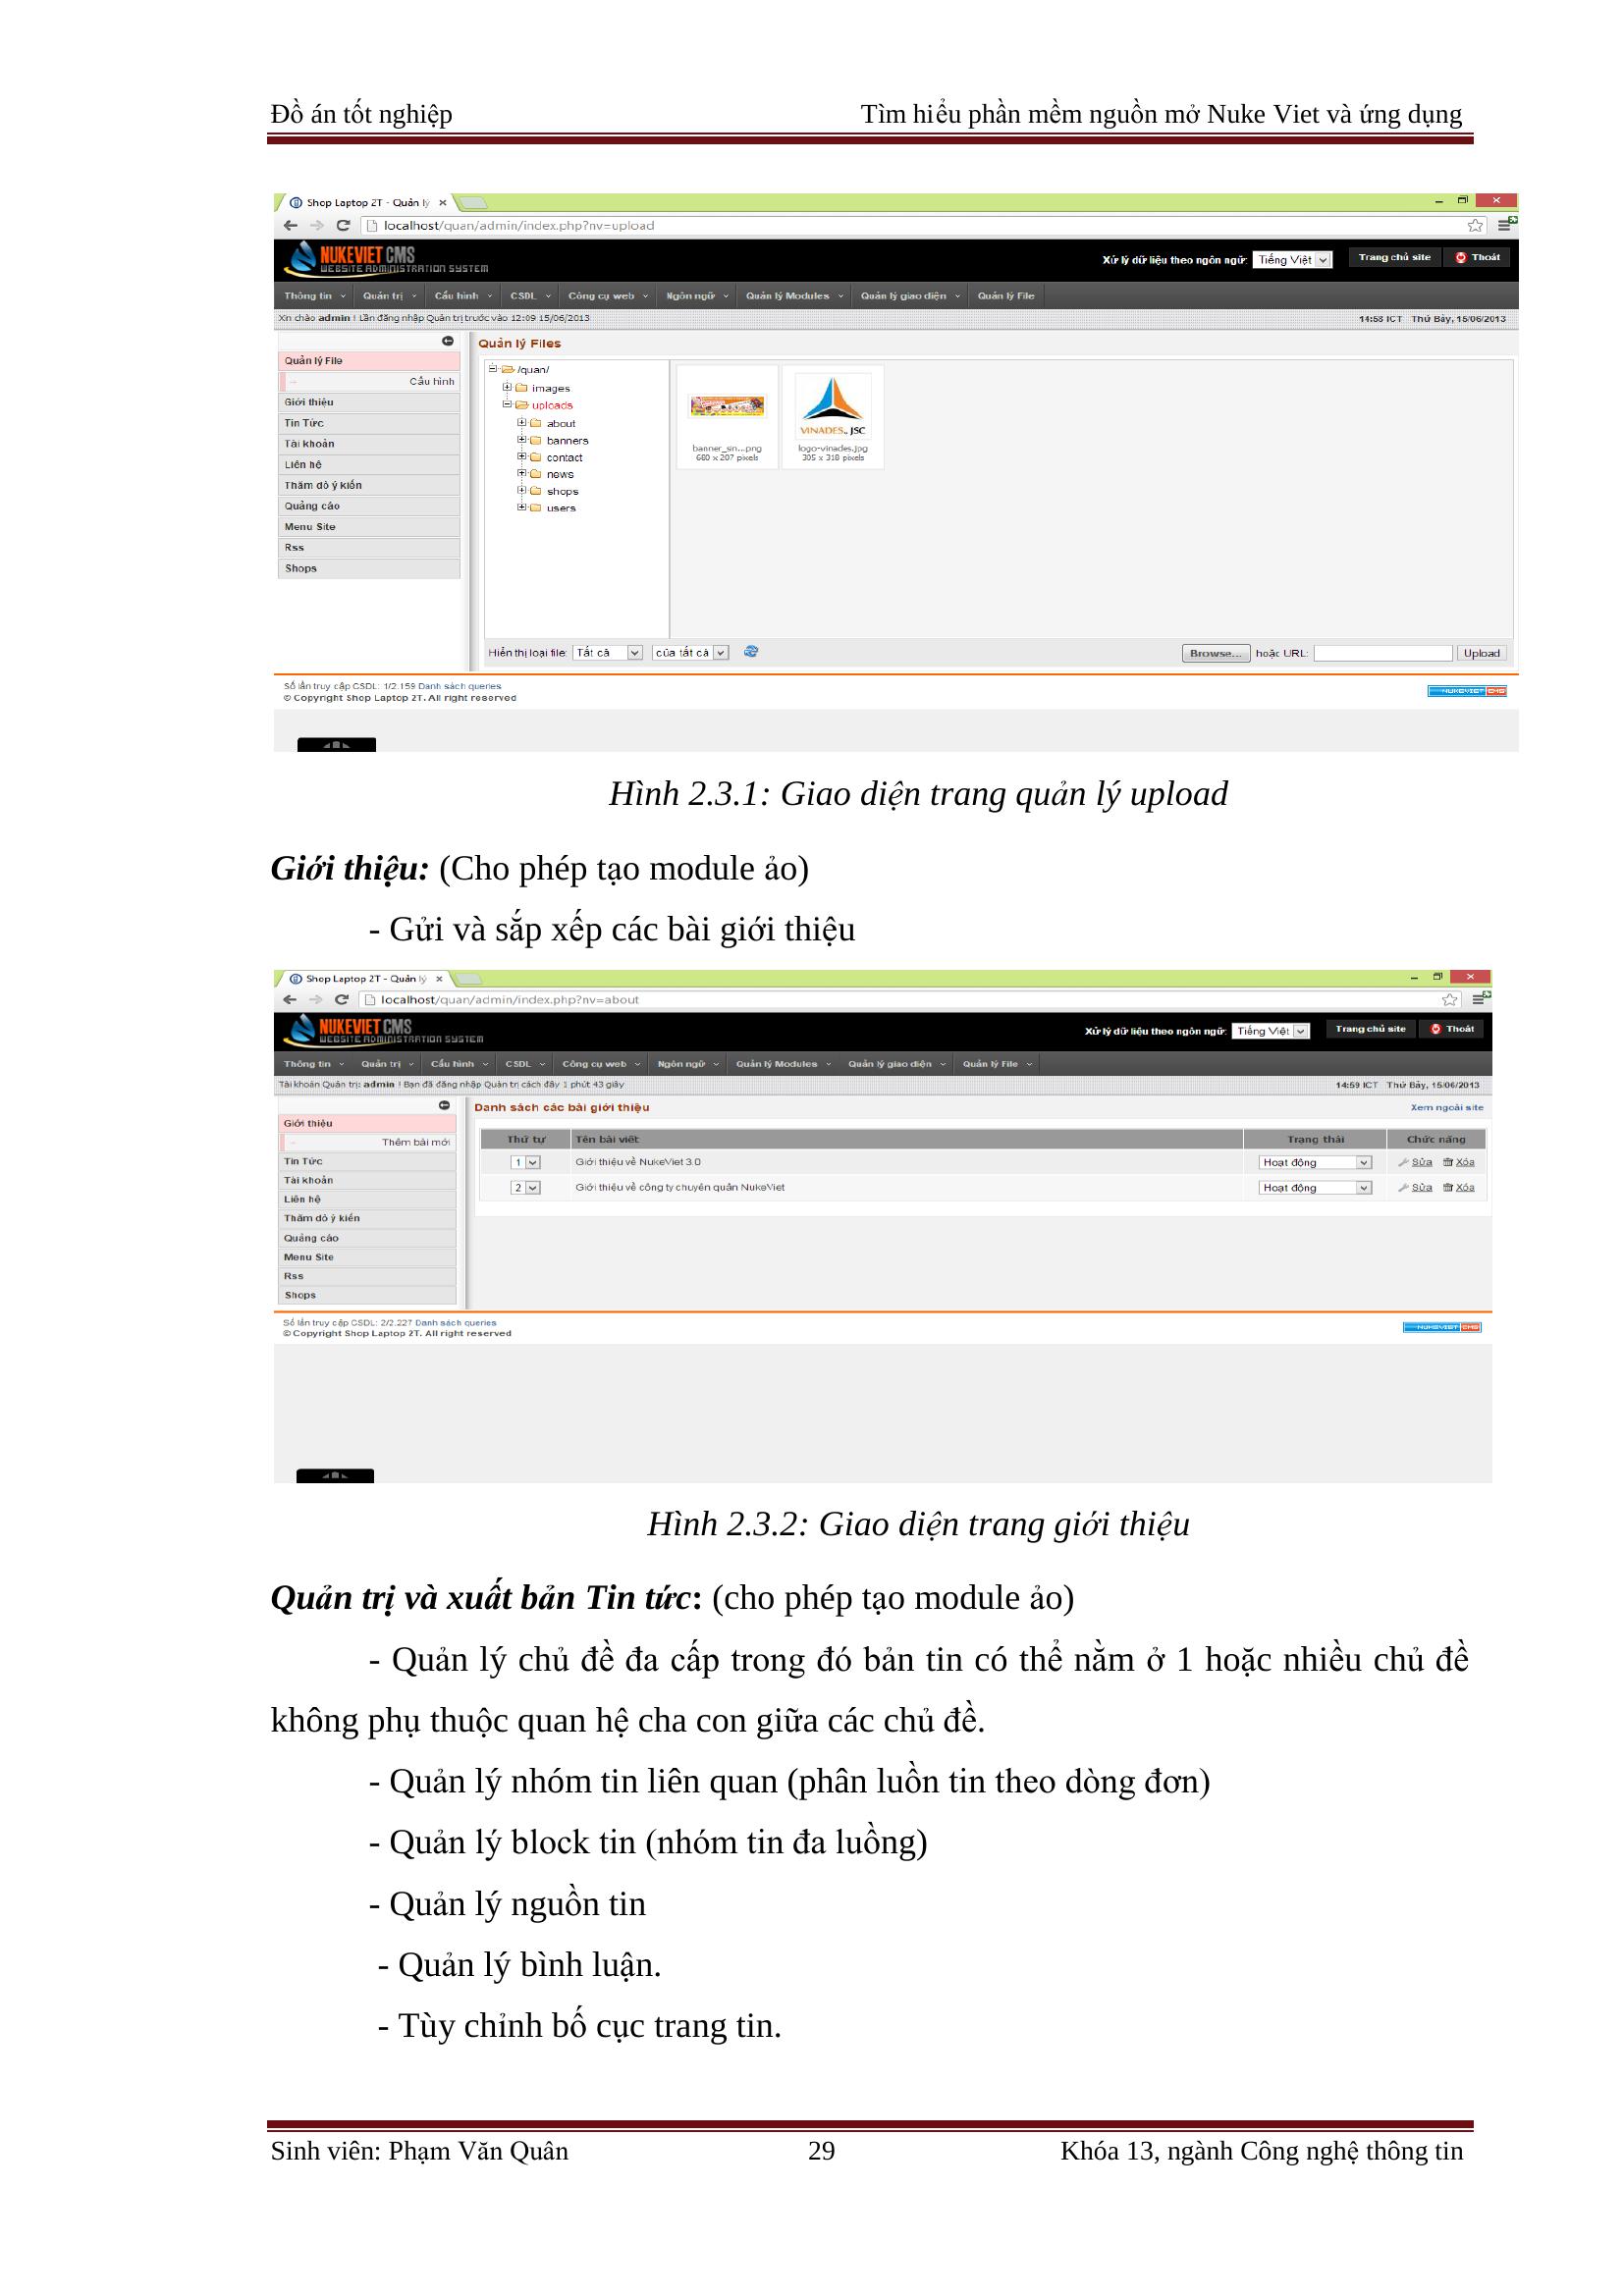 Đồ án tốt nghiệp Tìm hiểu phần mềm nguồn mở Nuke Viet và ứng dụng
Shop Laptop 2T - Quản lý
localhost/quan/admin/index.php?nv=upload
NUKEVIET CMS
WEBSITE ADMINISTRATION SYSTEM
Xử lý dữ liệu theo ngôn ngữ: Tiếng Việt Trang chủ site Thoát
Thông tin Quản trị Cấu hình CSDL Công cụ web Ngôn ngữ Quản lý Modules Quản lý giao diện Quản lý File
Xin chào admin ! Lần đăng nhập Quản trị trước vào 12:09 15/06/2013 14:58 ICT Thứ Bảy, 15/06/2013
Quản lý File
Cấu hình
Giới thiệu
Tin Tức
Tài khoản
Liên hệ
Thăm dò ý kiến
Quảng cáo
Menu Site
Rss
Shops
Quản lý Files
/quan/
images
uploads
about
banners
contact
news
shops
users
banner_sin...png
680 x 207 pixels
VINADES., JSC
logo-vinades.jpg
305 x 318 pixels
Hiển thị loại file: Tất cả của tất cả Browse... hoặc URL: Upload
Số lần truy cập CSDL: 1/2.159 Danh sách queries
© Copyright Shop Laptop 2T. All right reserved
NUKEVIET CMS
Hình 2.3.1: Giao diện trang quản lý upload
Giới thiệu: (Cho phép tạo module ảo)
- Gửi và sắp xếp các bài giới thiệu
Shop Laptop 2T - Quản lý
localhost/quan/admin/index.php?nv=about
NUKEVIET CMS
WEBSITE ADMINISTRATION SYSTEM
Xử lý dữ liệu theo ngôn ngữ: Tiếng Việt Trang chủ site Thoát
Thông tin Quản trị Cấu hình CSDL Công cụ web Ngôn ngữ Quản lý Modules Quản lý giao diện Quản lý File
Tài khoản Quản trị: admin ! Bạn đã đăng nhập Quản trị cách đây 1 phút 43 giây 14:59 ICT Thứ Bảy, 15/06/2013
Giới thiệu
Thêm bài mới
Tin Tức
Tài khoản
Liên hệ
Thăm dò ý kiến
Quảng cáo
Menu Site
Rss
Shops
Danh sách các bài giới thiệu Xem ngoài site
Thứ tự Tên bài viết Trạng thái Chức năng
1 Giới thiệu về NukeViet 3.0 Hoạt động Sửa Xóa
2 Giới thiệu về công ty chuyên quản NukeViet Hoạt động Sửa Xóa
Số lần truy cập CSDL: 2/2.227 Danh sách queries
© Copyright Shop Laptop 2T. All right reserved
NUKEVIET CMS
Hình 2.3.2: Giao diện trang giới thiệu
Quản trị và xuất bản Tin tức: (cho phép tạo module ảo)
- Quản lý chủ đề đa cấp trong đó bản tin có thể nằm ở 1 hoặc nhiều chủ đề
không phụ thuộc quan hệ cha con giữa các chủ đề.
- Quản lý nhóm tin liên quan (phân luồn tin theo dòng đơn)
- Quản lý block tin (nhóm tin đa luồng)
- Quản lý nguồn tin
- Quản lý bình luận.
- Tùy chỉnh bố cục trang tin.
Sinh viên: Phạm Văn Quân 29 Khóa 13, ngành Công nghệ thông tin